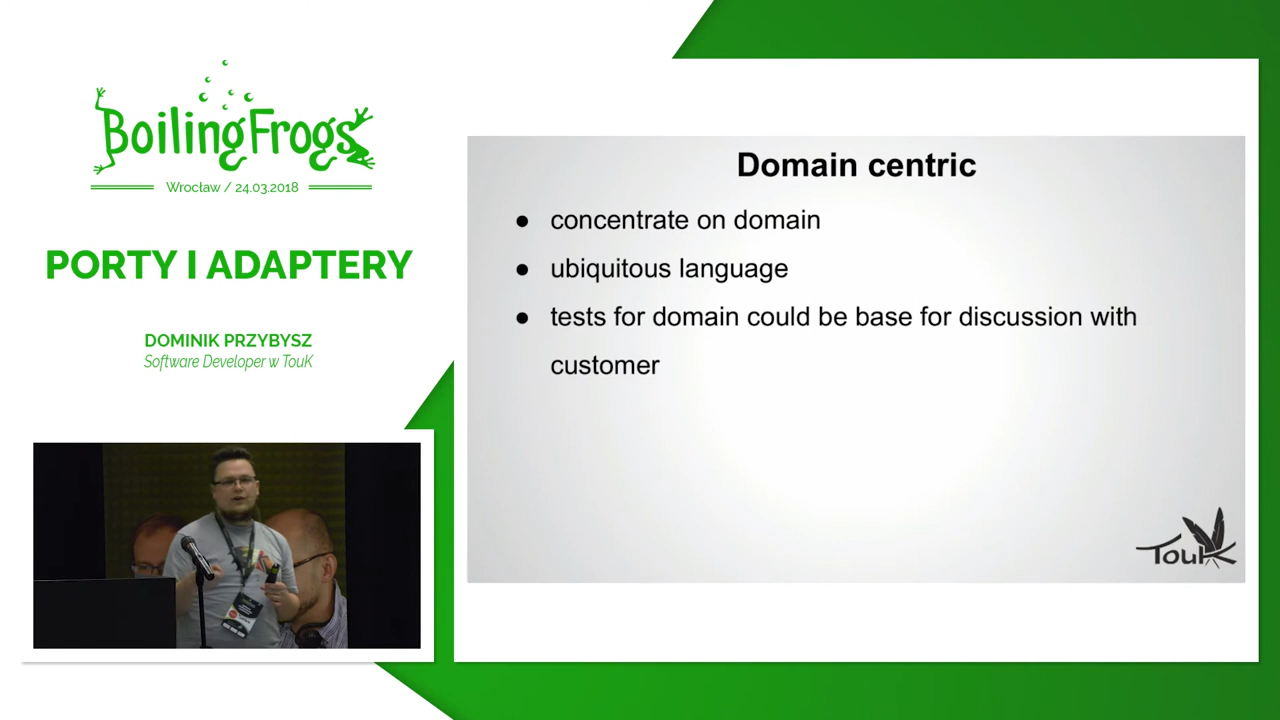 BoilingFrogs
Wrocław / 24.03.2018
PORTY I ADAPTERY
DOMINIK PRZYBYSZ
Software Developer w TouK
Domain centric
● concentrate on domain
● ubiquitous language
● tests for domain could be base for discussion with
customer
TouK